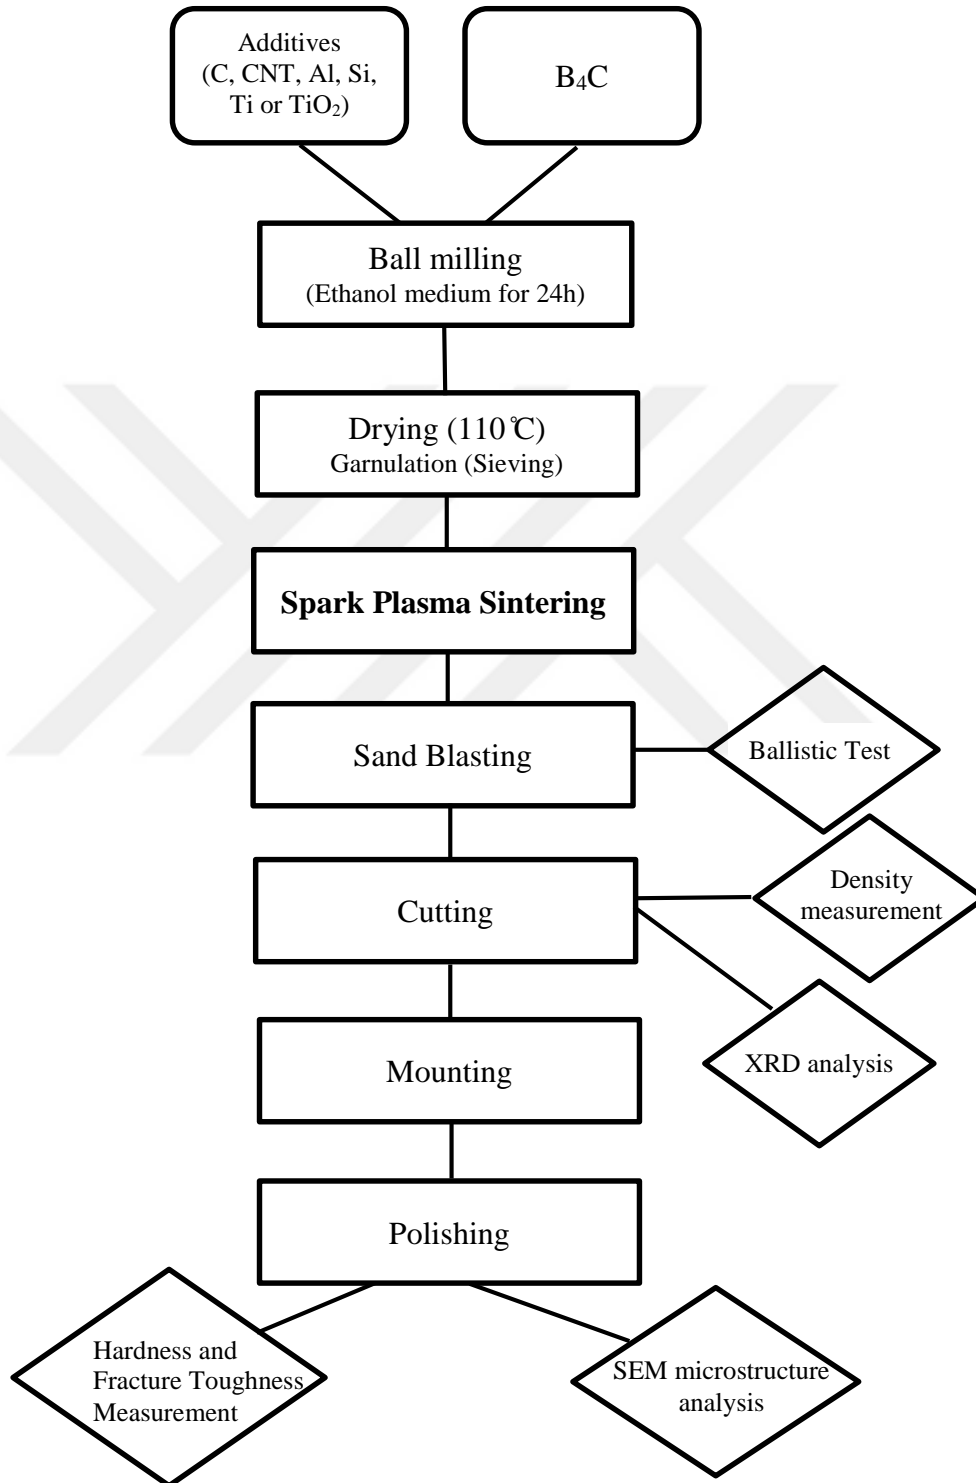 Additives
(C, CNT, Al, Si,
Ti or TiO₂)
B₄C
Ball milling
(Ethanol medium for 24h)
Drying (110 ℃)
Garnulation (Sieving)
Spark Plasma Sintering
Sand Blasting
Ballistic Test
Cutting
Density
measurement
XRD analysis
Mounting
Polishing
Hardness and
Fracture Toughness
Measurement
SEM microstructure
analysis